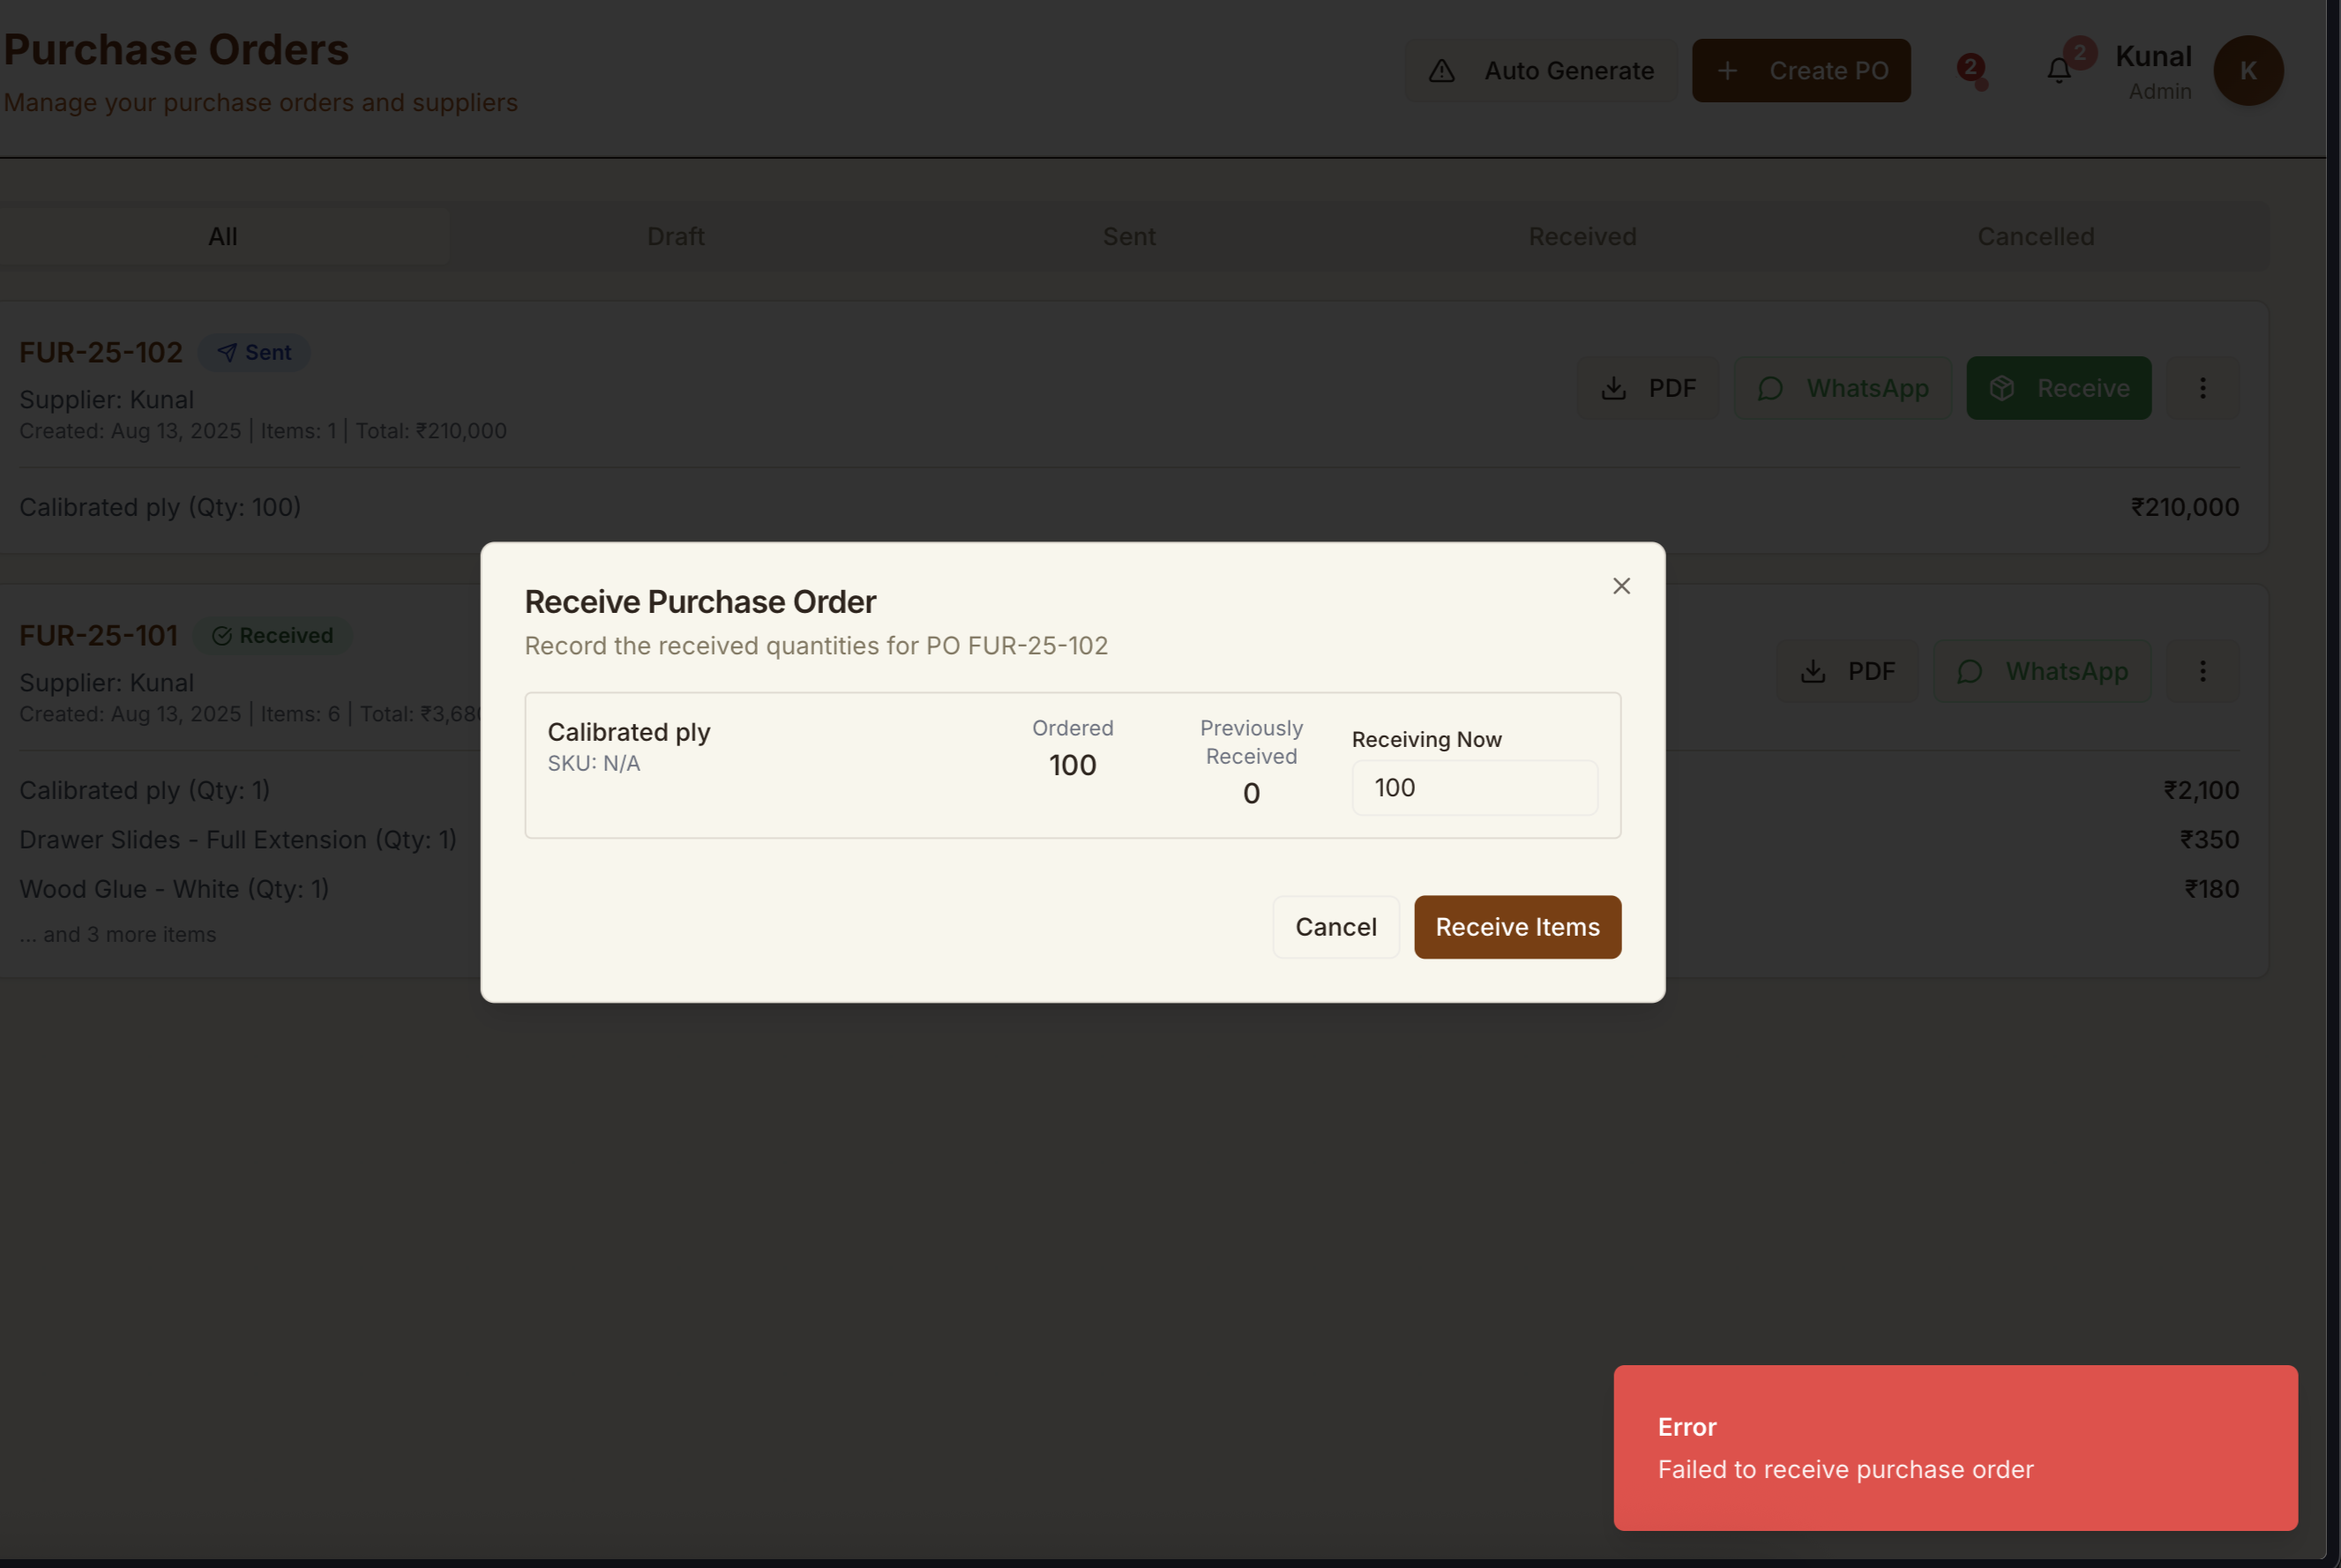 Purchase Orders
Manage your purchase orders and suppliers
Auto Generate
Create PO
2
2
Kunal
Admin
K
All
Draft
Sent
Received
Cancelled
FUR-25-102
Sent
Supplier: Kunal
Created: Aug 13, 2025 | Items: 1 | Total: ₹210,000
PDF
WhatsApp
Receive
Calibrated ply (Qty: 100)
₹210,000
FUR-25-101
Received
Supplier: Kunal
Created: Aug 13, 2025 | Items: 6 | Total: ₹3,68
PDF
WhatsApp
Calibrated ply (Qty: 1)
₹2,100
Drawer Slides - Full Extension (Qty: 1)
₹350
Wood Glue - White (Qty: 1)
₹180
... and 3 more items
Receive Purchase Order
Record the received quantities for PO FUR-25-102
Calibrated ply
SKU: N/A
Ordered
100
Previously
Received
0
Receiving Now
100
Cancel
Receive Items
Error
Failed to receive purchase order